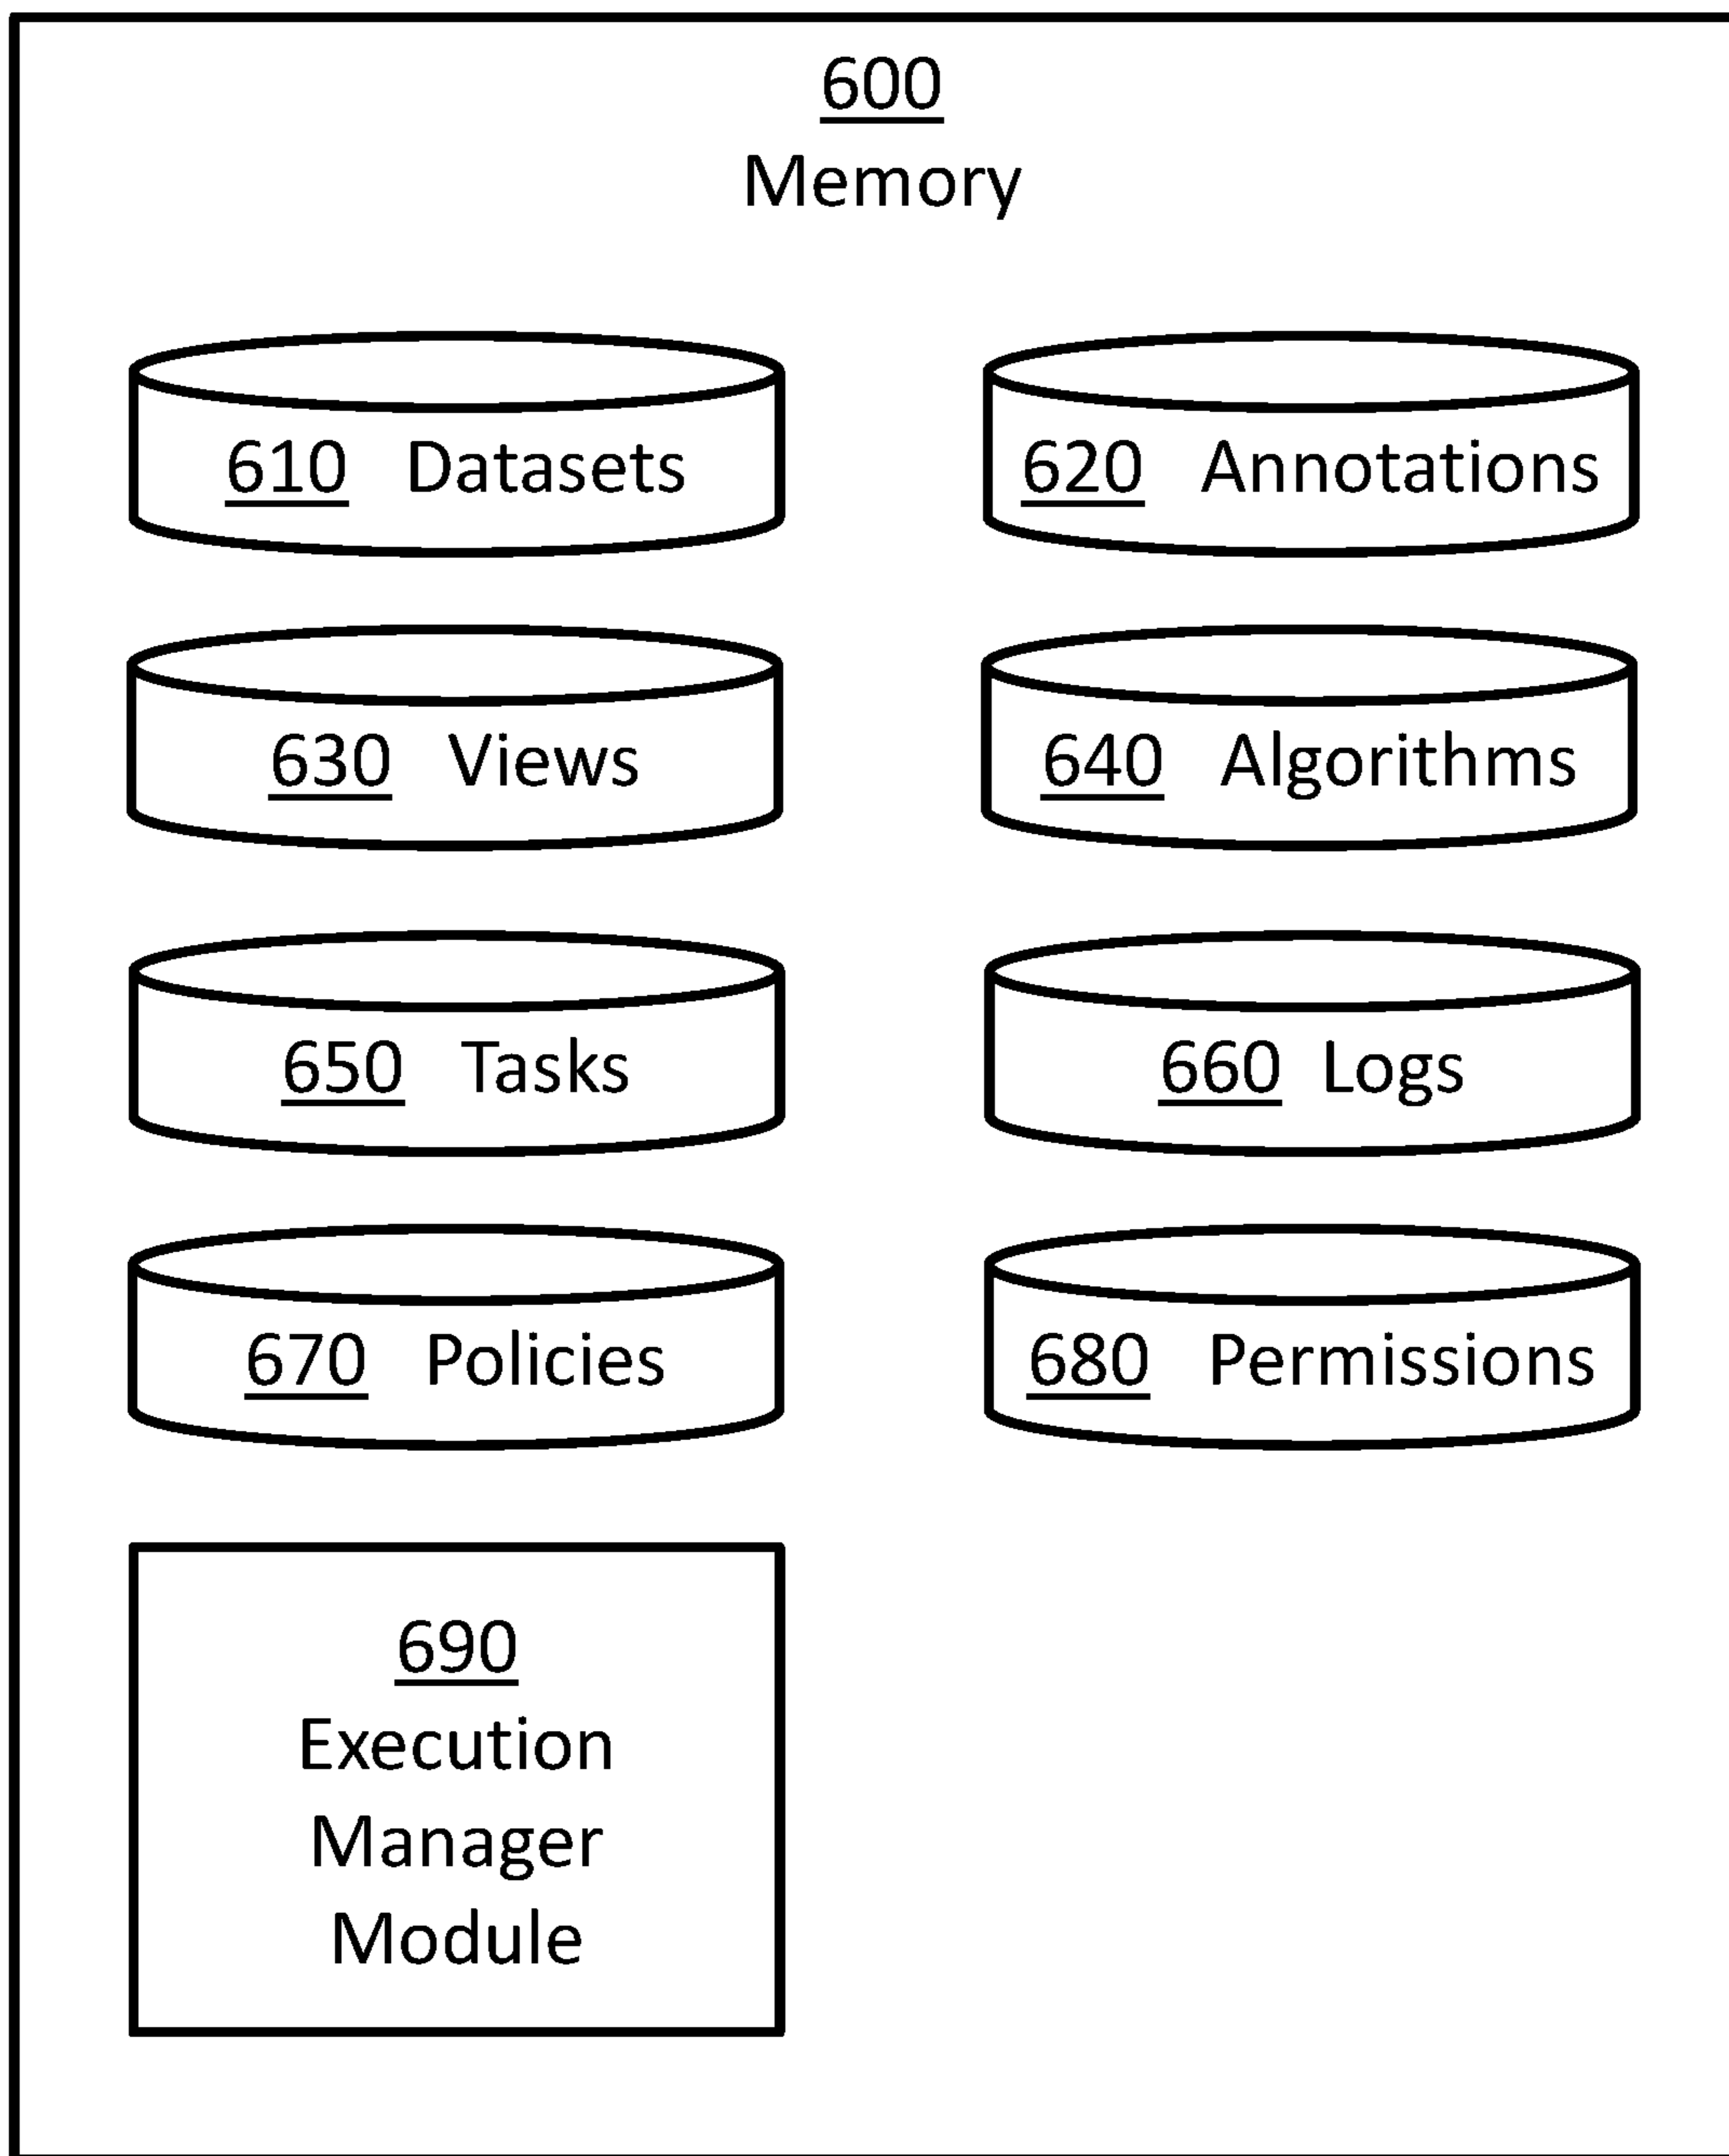 600
Memory
610 Datasets
620 Annotations
630 Views
640 Algorithms
650 Tasks
660 Logs
670 Policies
680 Permissions
690
Execution
Manager
Module